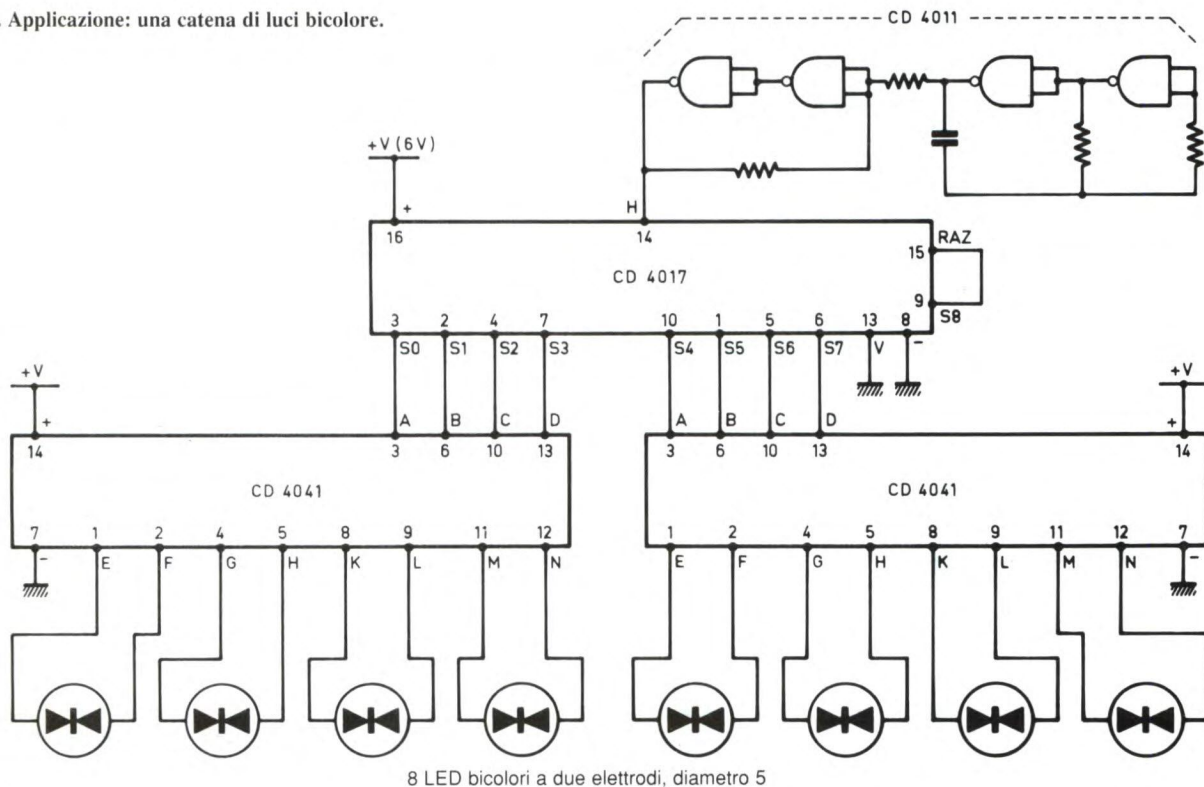 . Applicazione: una catena di luci bicolore.
CD 4011
+V (6 V)
+ H
16 14 RAZ
15
CD 4017
9
S8
3 2 4 7 10 1 5 6 13 8
S0 S1 S2 S3 S4 S5 S6 S7 V −
+V +V
+ A B C D A B C D +
14 3 6 10 13 3 6 10 13 14
CD 4041 CD 4041
7 1 2 4 5 8 9 11 12 1 2 4 5 8 9 11 12 7
− E F G H K L M N E F G H K L M N −
8 LED bicolori a due elettrodi, diametro 5